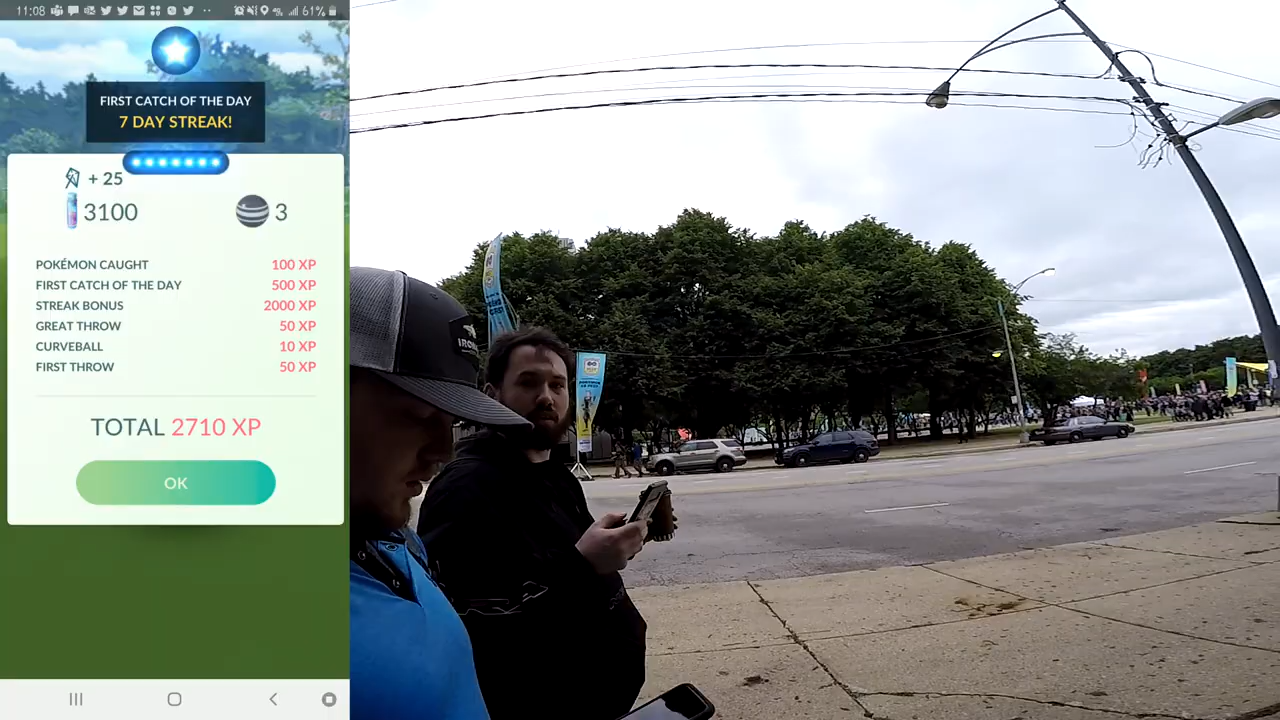 11:08
61%
FIRST CATCH OF THE DAY
7 DAY STREAK!
+ 25
3100
3
POKÉMON CAUGHT 100 XP
FIRST CATCH OF THE DAY 500 XP
STREAK BONUS 2000 XP
GREAT THROW 50 XP
CURVEBALL 10 XP
FIRST THROW 50 XP
TOTAL 2710 XP
OK